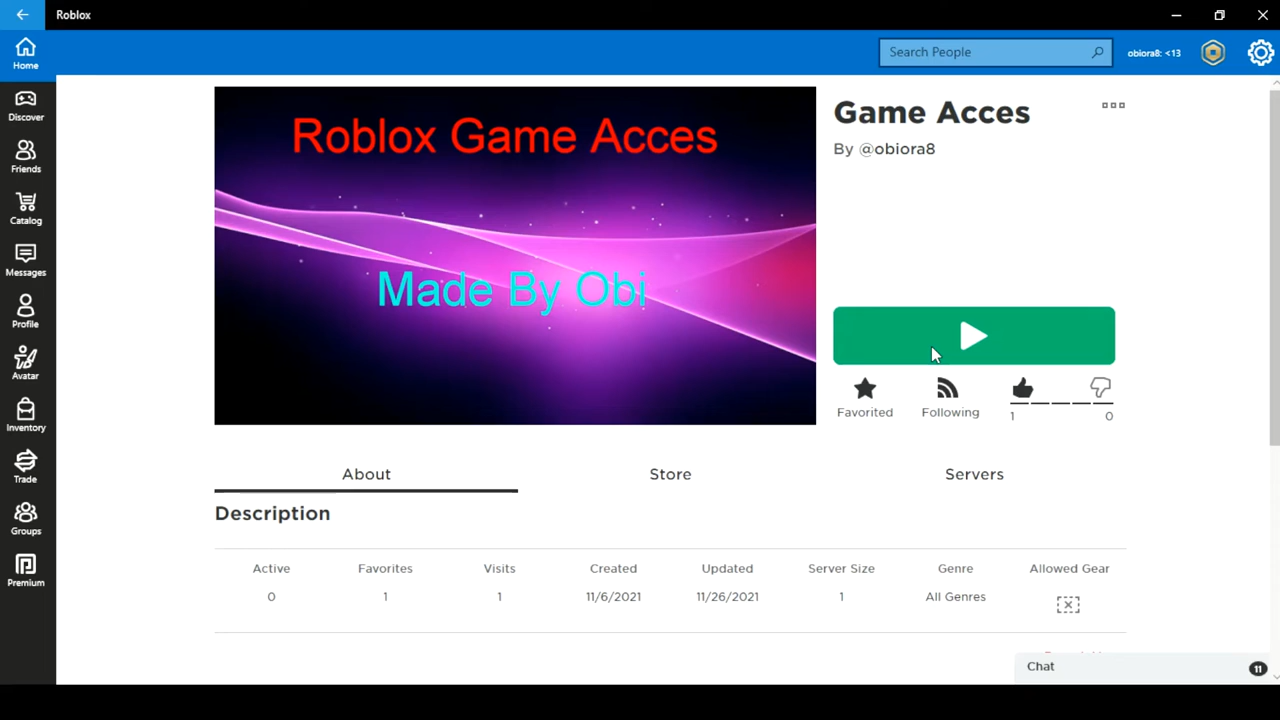 Roblox
Home
Search People
obiora8: <13
Discover
Friends
Catalog
Messages
Profile
Avatar
Inventory
Trade
Groups
Premium
Roblox Game Acces
Made By Obi
Game Acces
By @obiora8
Favorited
Following
1
0
About
Store
Servers
Description
Active
Favorites
Visits
Created
Updated
Server Size
Genre
Allowed Gear
0
1
1
11/6/2021
11/26/2021
1
All Genres
Chat
11